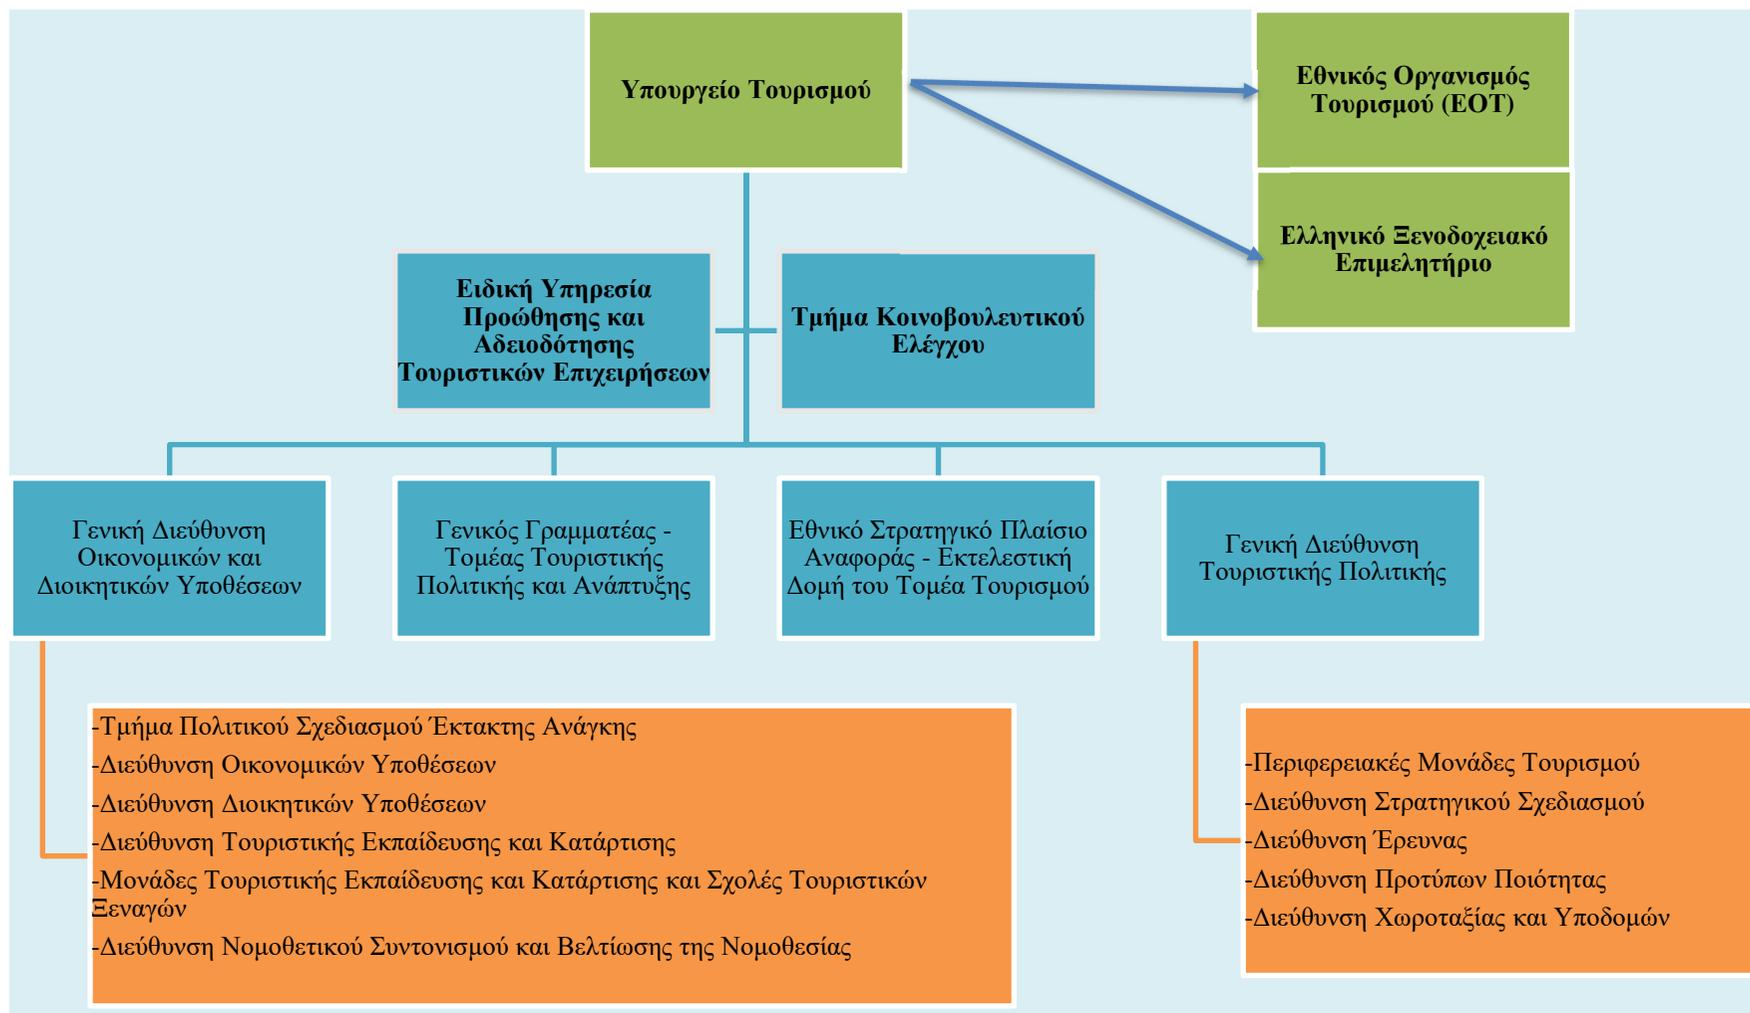 Υπουργείο Τουρισμού
Εθνικός Οργανισμός
Τουρισμού (ΕΟΤ)
Ελληνικό Ξενοδοχειακό
Επιμελητήριο
Ειδική Υπηρεσία
Προώθησης και
Αδειοδότησης
Τουριστικών Επιχειρήσεων
Τμήμα Κοινοβουλευτικού
Ελέγχου
Γενική Διεύθυνση
Οικονομικών και
Διοικητικών Υποθέσεων
Γενικός Γραμματέας -
Τομέας Τουριστικής
Πολιτικής και Ανάπτυξης
Εθνικό Στρατηγικό Πλαίσιο
Αναφοράς - Εκτελεστική
Δομή του Τομέα Τουρισμού
Γενική Διεύθυνση
Τουριστικής Πολιτικής
-Τμήμα Πολιτικού Σχεδιασμού Έκτακτης Ανάγκης
-Διεύθυνση Οικονομικών Υποθέσεων
-Διεύθυνση Διοικητικών Υποθέσεων
-Διεύθυνση Τουριστικής Εκπαίδευσης και Κατάρτισης
-Μονάδες Τουριστικής Εκπαίδευσης και Κατάρτισης και Σχολές Τουριστικών
Ξεναγών
-Διεύθυνση Νομοθετικού Συντονισμού και Βελτίωσης της Νομοθεσίας
-Περιφερειακές Μονάδες Τουρισμού
-Διεύθυνση Στρατηγικού Σχεδιασμού
-Διεύθυνση Έρευνας
-Διεύθυνση Προτύπων Ποιότητας
-Διεύθυνση Χωροταξίας και Υποδομών